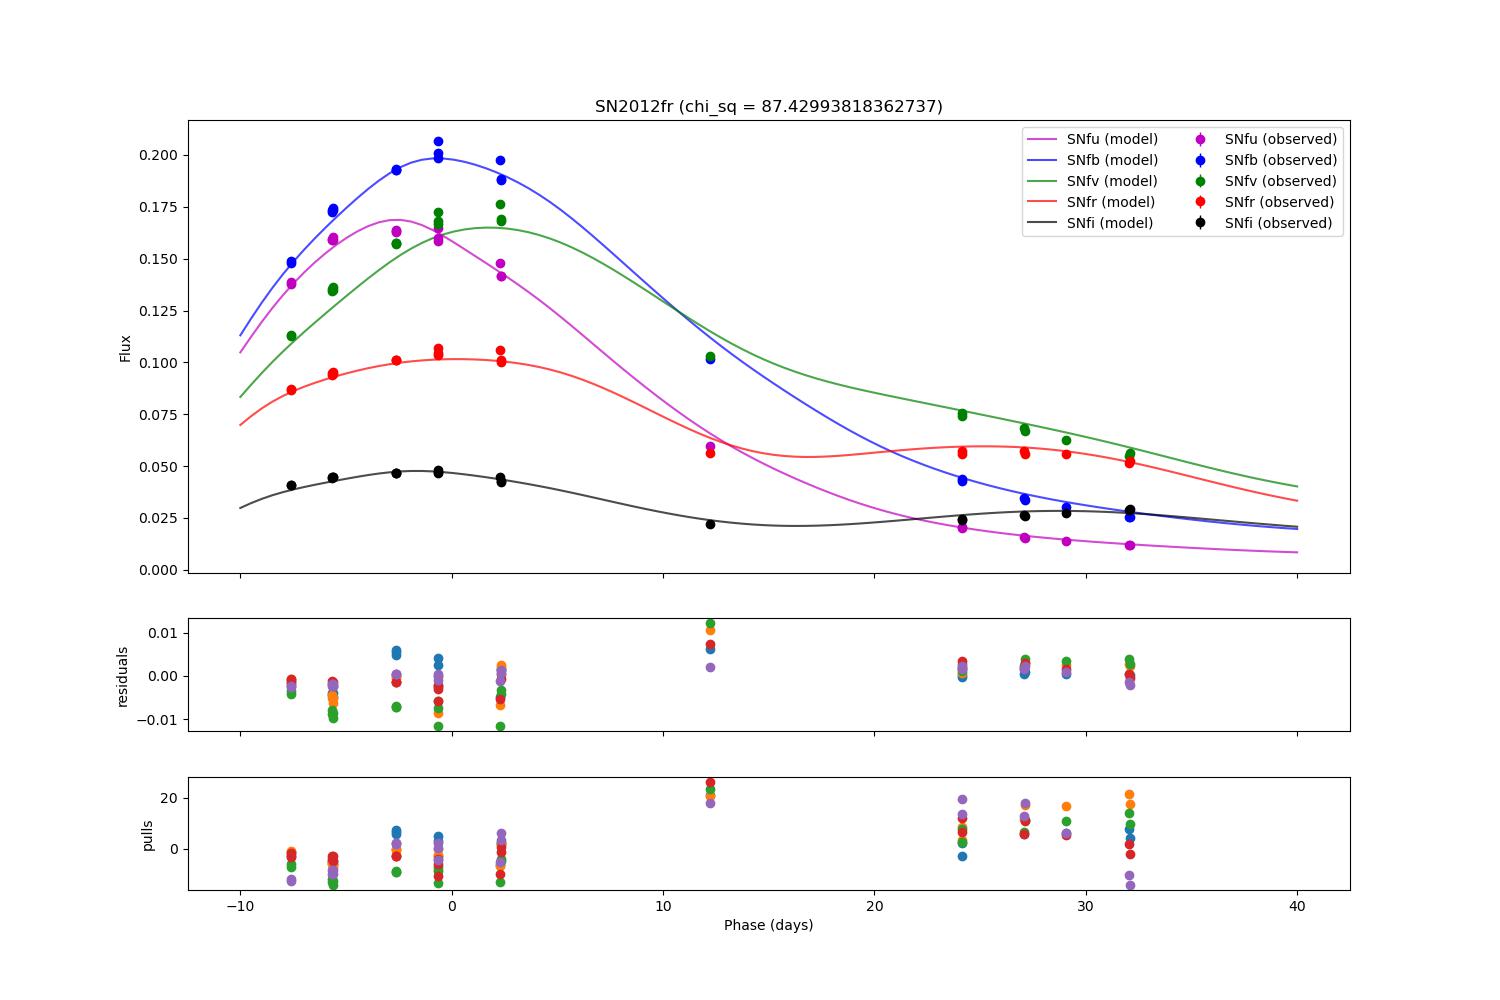 SN2012fr (chi_sq = 87.42993818362737)
SNfu (model) SNfu (observed)
SNfb (model) SNfb (observed)
SNfv (model) SNfv (observed)
SNfr (model) SNfr (observed)
SNfi (model) SNfi (observed)
Flux
0.200
0.175
0.150
0.125
0.100
0.075
0.050
0.025
0.000
residuals
0.01
0.00
−0.01
pulls
20
0
−10 0 10 20 30 40
Phase (days)